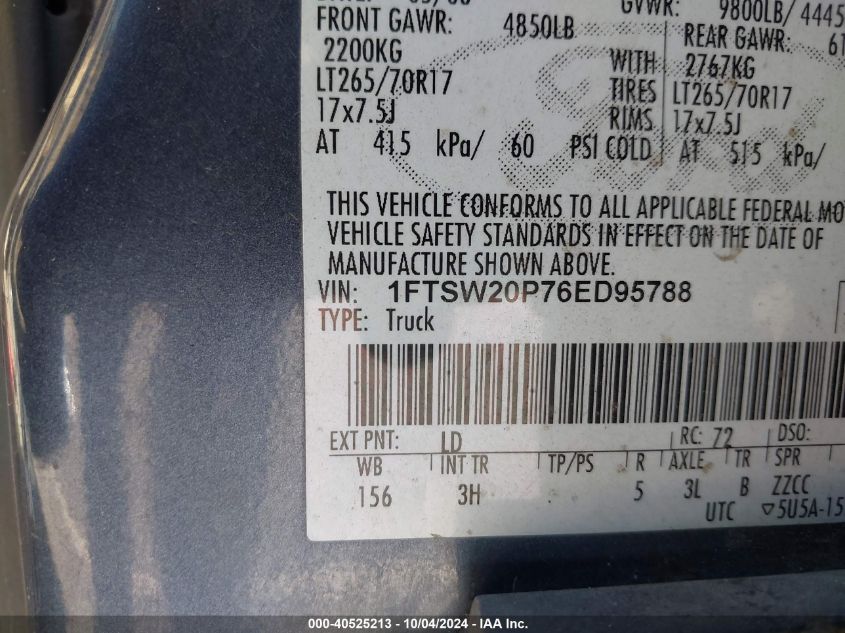 GVWR: 9800LB/ 4445
FRONT GAWR: 4850LB REAR GAWR:
2200KG WITH 2767KG
LT265/70R17 TIRES LT265/70R17
17x7.5J RIMS 17x7.5J
AT 415 kPa/ 60 PSI COLD AT 515 kPa/
THIS VEHICLE CONFORMS TO ALL APPLICABLE FEDERAL MO
VEHICLE SAFETY STANDARDS IN EFFECT ON THE DATE OF
MANUFACTURE SHOWN ABOVE.
VIN: 1FTSW20P76ED95788
TYPE: Truck
EXT PNT: LD RC: 72 DSO:
WB INT TR TP/PS R AXLE TR SPR
156 3H 5 3L B ZZCC
UTC ▽5U5A-15
000-40525213 - 10/04/2024 - IAA Inc.